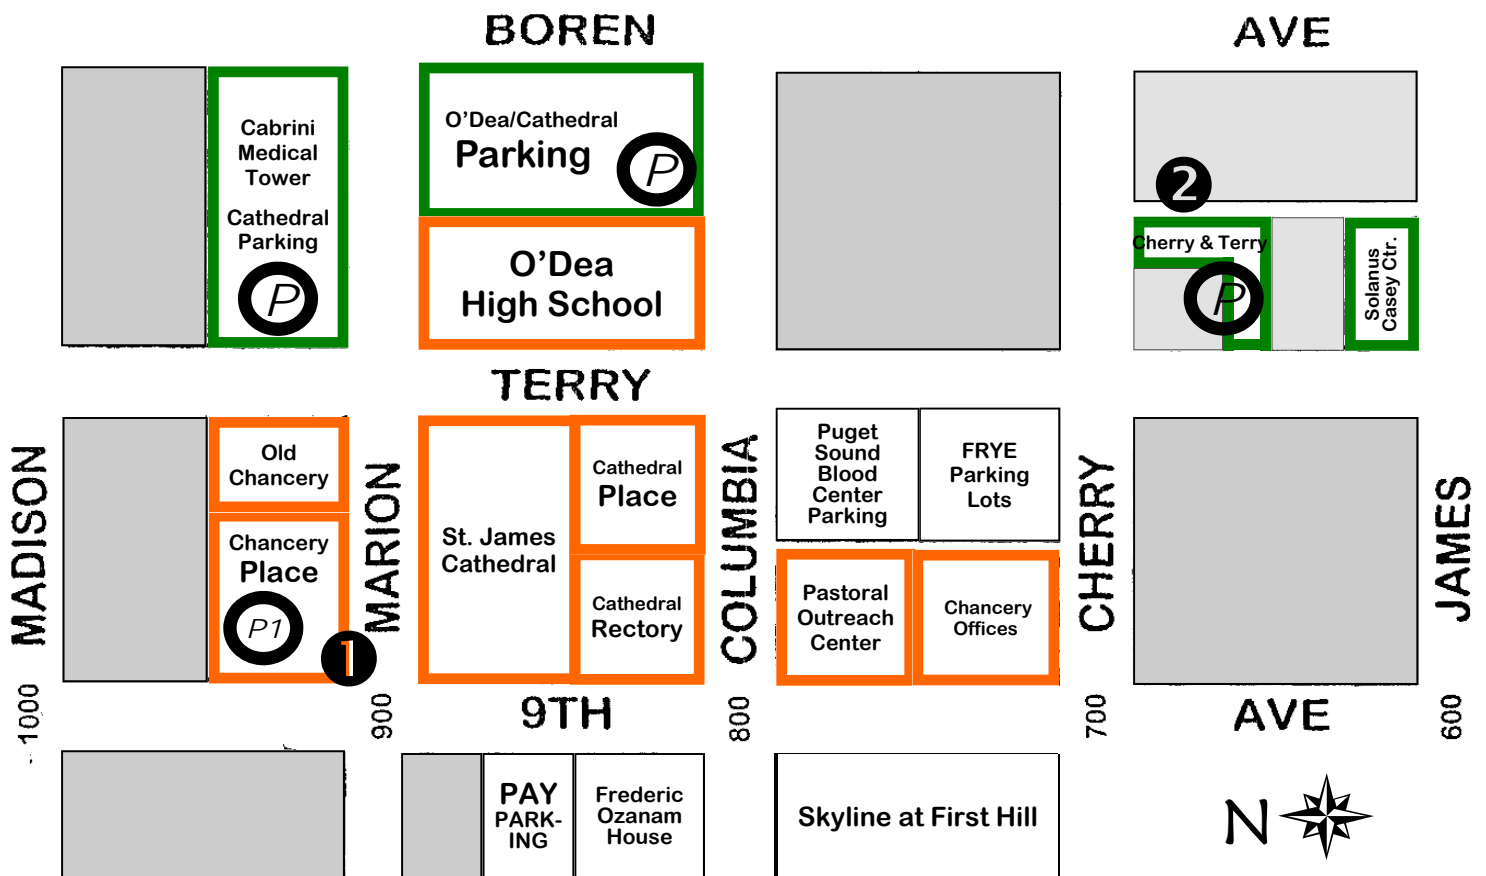 BOREN
AVE
Cabrini
Medical
Tower
Cathedral
Parking
P
O'Dea/Cathedral
Parking
P
O'Dea
High School
2
Cherry & Terry
P
Solanus
Casey Ctr.
TERRY
MADISON
Old
Chancery
Chancery
Place
P1
1
MARION
St. James
Cathedral
Cathedral
Place
Cathedral
Rectory
COLUMBIA
Puget
Sound
Blood
Center
Parking
FRYE
Parking
Lots
Pastoral
Outreach
Center
Chancery
Offices
CHERRY
JAMES
1000
900
9TH
800
700
AVE
600
PAY
PARK-
ING
Frederic
Ozanam
House
Skyline at First Hill
N